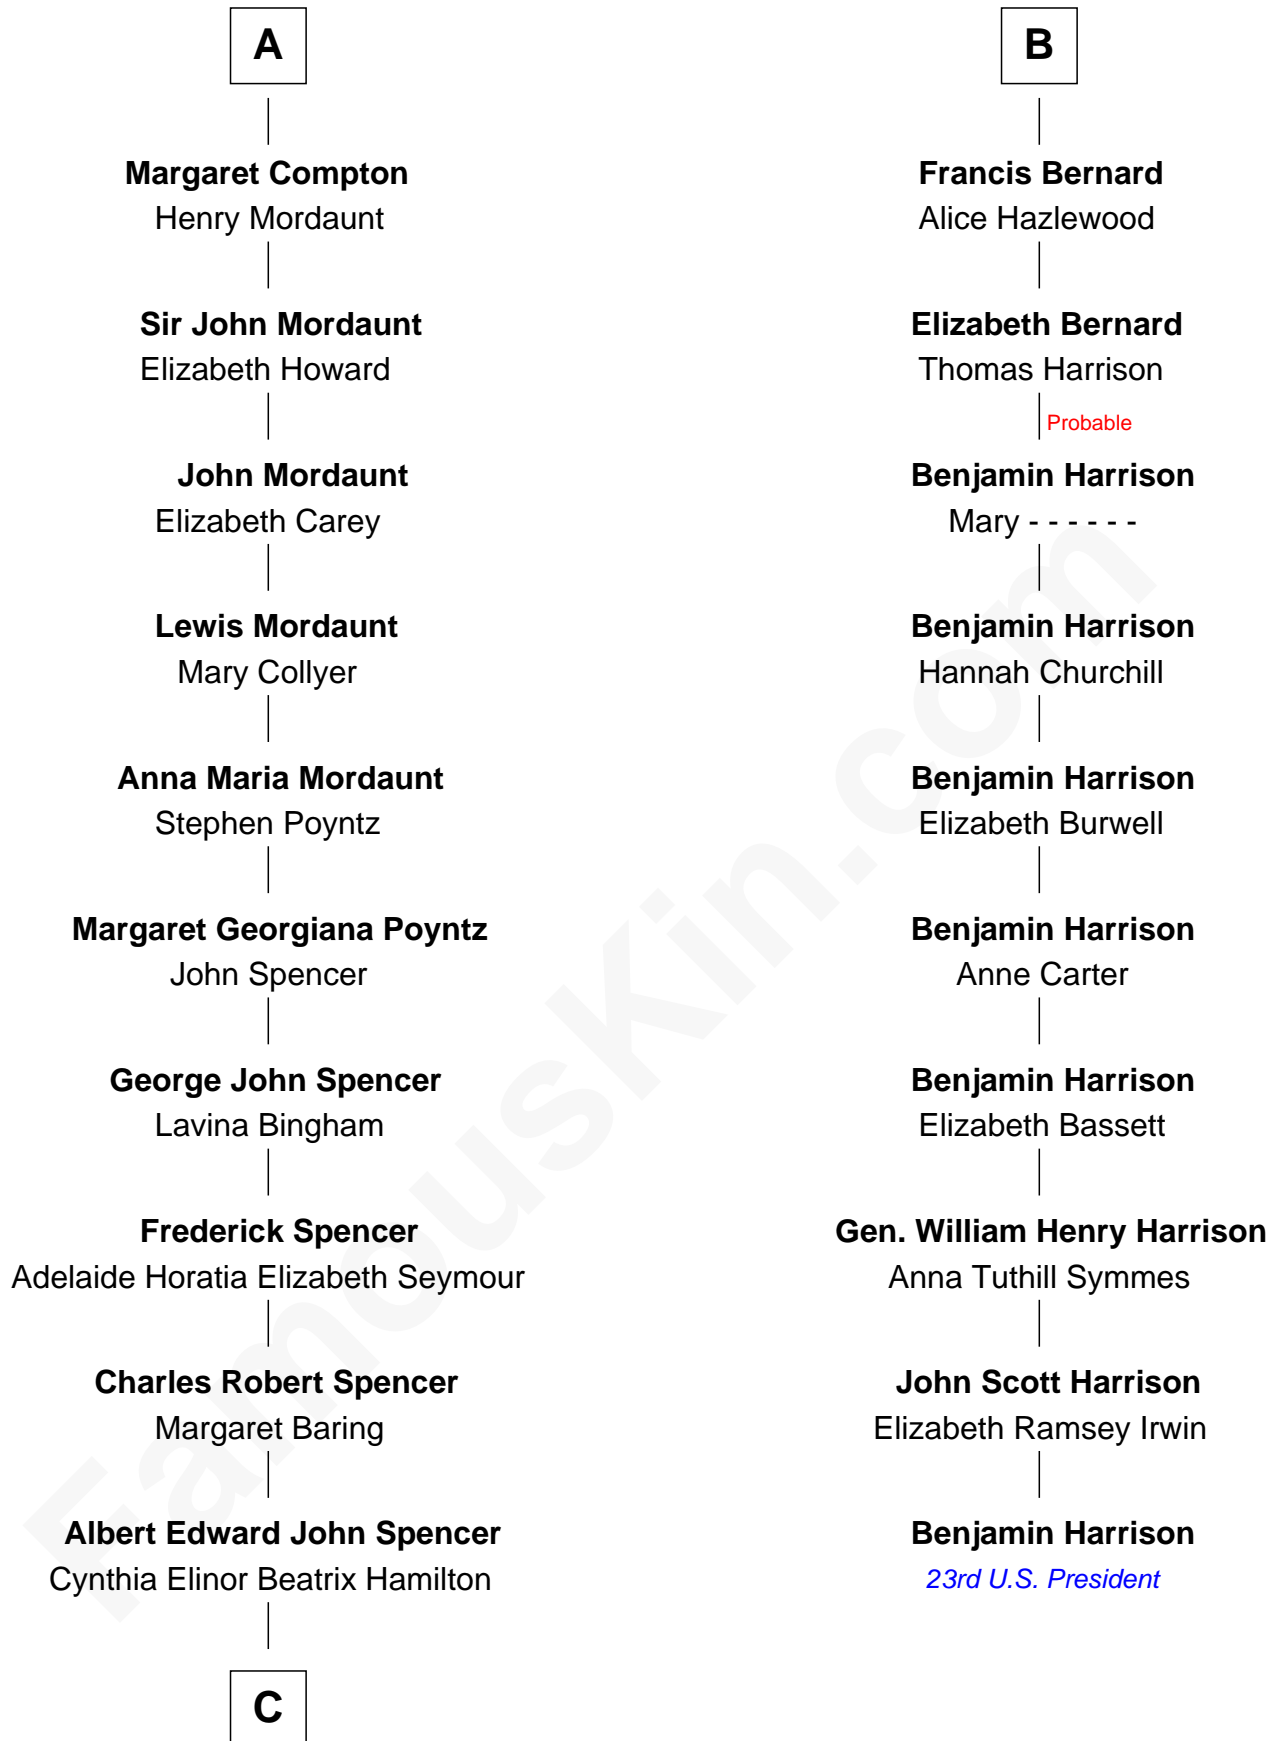 A
Margaret Compton
Henry Mordaunt
Sir John Mordaunt
Elizabeth Howard
John Mordaunt
Elizabeth Carey
Lewis Mordaunt
Mary Collyer
Anna Maria Mordaunt
Stephen Poyntz
Margaret Georgiana Poyntz
John Spencer
George John Spencer
Lavina Bingham
Frederick Spencer
Adelaide Horatia Elizabeth Seymour
Charles Robert Spencer
Margaret Baring
Albert Edward John Spencer
Cynthia Elinor Beatrix Hamilton
C
B
Francis Bernard
Alice Hazlewood
Elizabeth Bernard
Thomas Harrison
Probable
Benjamin Harrison
Mary - - - - - -
Benjamin Harrison
Hannah Churchill
Benjamin Harrison
Elizabeth Burwell
Benjamin Harrison
Anne Carter
Benjamin Harrison
Elizabeth Bassett
Gen. William Henry Harrison
Anna Tuthill Symmes
John Scott Harrison
Elizabeth Ramsey Irwin
Benjamin Harrison
23rd U.S. President
FamousKin.com